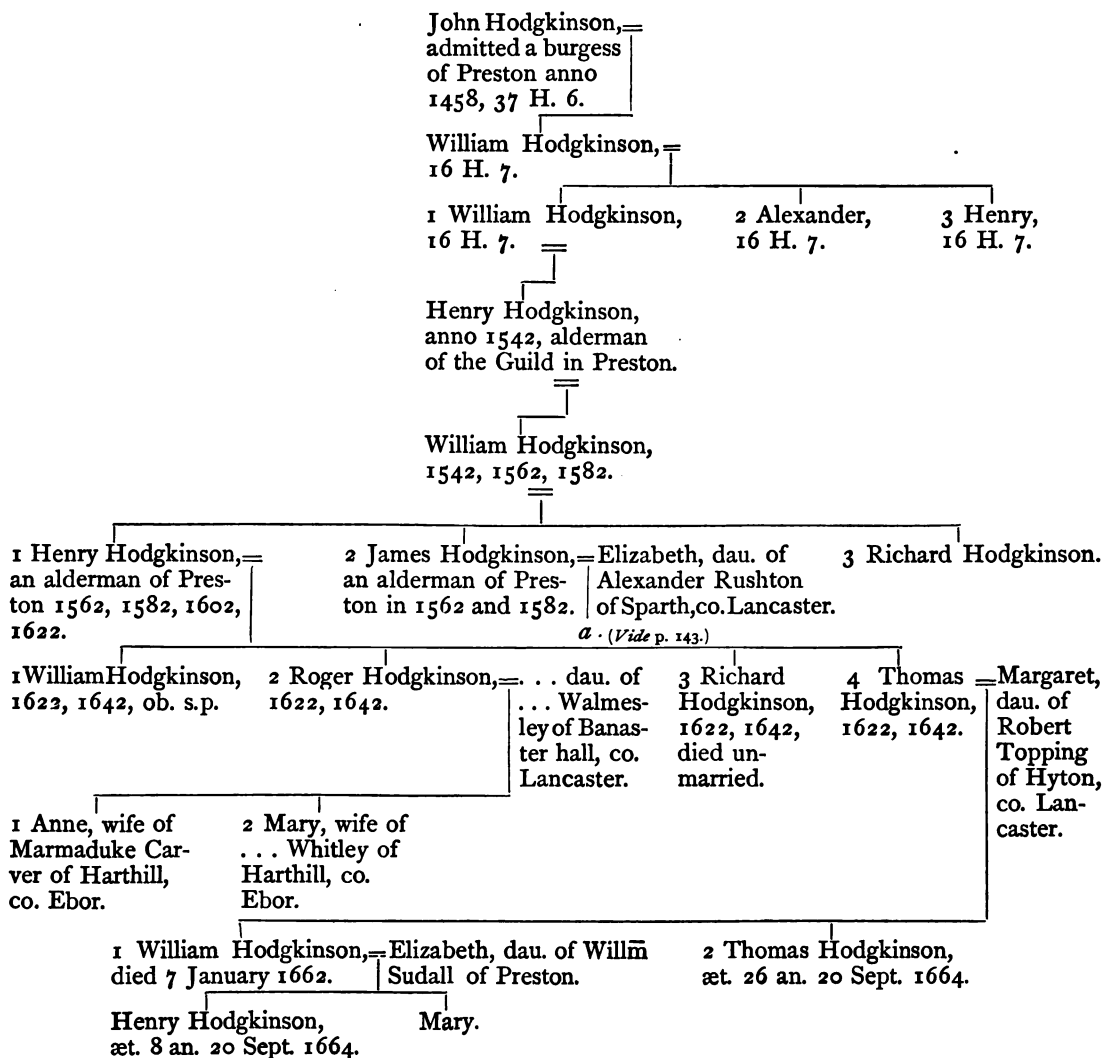 John Hodgkinson,=
admitted a burgess
of Preston anno
1458, 37 H. 6.
William Hodgkinson,=
16 H. 7.
1 William Hodgkinson,
16 H. 7. =
2 Alexander,
16 H. 7.
3 Henry,
16 H. 7.
Henry Hodgkinson,
anno 1542, alderman
of the Guild in Preston.
=
William Hodgkinson,
1542, 1562, 1582.
=
1 Henry Hodgkinson,=
an alderman of Pres-
ton 1562, 1582, 1602,
1622.
2 James Hodgkinson,=
an alderman of Pres-
ton in 1562 and 1582.
Elizabeth, dau. of
Alexander Rushton
of Sparth, co. Lancaster.
a · (Vide p. 143.)
3 Richard Hodgkinson.
1 William Hodgkinson,
1622, 1642, ob. s.p.
2 Roger Hodgkinson,=
1622, 1642.
. . . dau. of
. . . Walmes-
ley of Banas-
ter hall, co.
Lancaster.
3 Richard
Hodgkinson,
1622, 1642,
died un-
married.
4 Thomas =
Hodgkinson,
1622, 1642.
Margaret,
dau. of
Robert
Topping
of Hyton,
co. Lan-
caster.
1 Anne, wife of
Marmaduke Car-
ver of Harthill,
co. Ebor.
2 Mary, wife of
. . . Whitley of
Harthill, co.
Ebor.
1 William Hodgkinson,=
died 7 January 1662.
Elizabeth, dau. of Willm̄
Sudall of Preston.
2 Thomas Hodgkinson,
æt. 26 an. 20 Sept. 1664.
Henry Hodgkinson,
æt. 8 an. 20 Sept. 1664.
Mary.